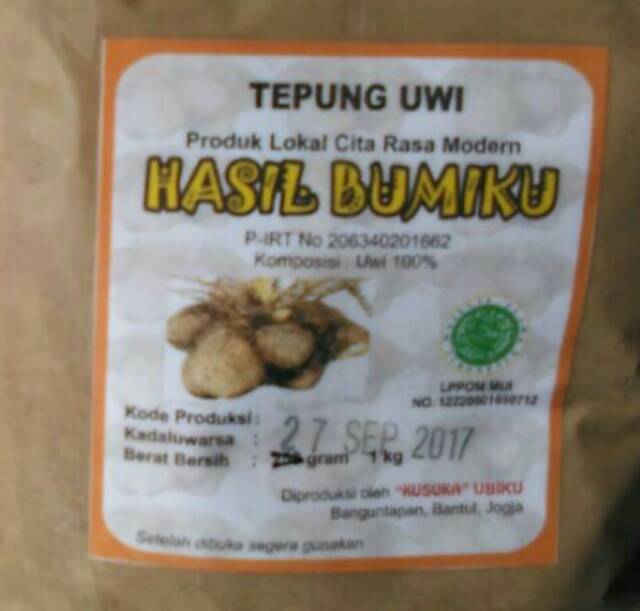 TEPUNG UWI
Produk Lokal Cita Rasa Modern
HASIL BUMIKU
P-IRT No 206340201662
Komposisi : Uwi 100%
LPPOM MUI
Kode Produksi :
Kadaluwarsa : 27 SEP 2017
Berat Bersih : gram 1 kg
Diproduksi oleh "KUSUKA" UBIKU
Banguntapan, Bantul, Jogja
Setelah dibuka segera gunakan